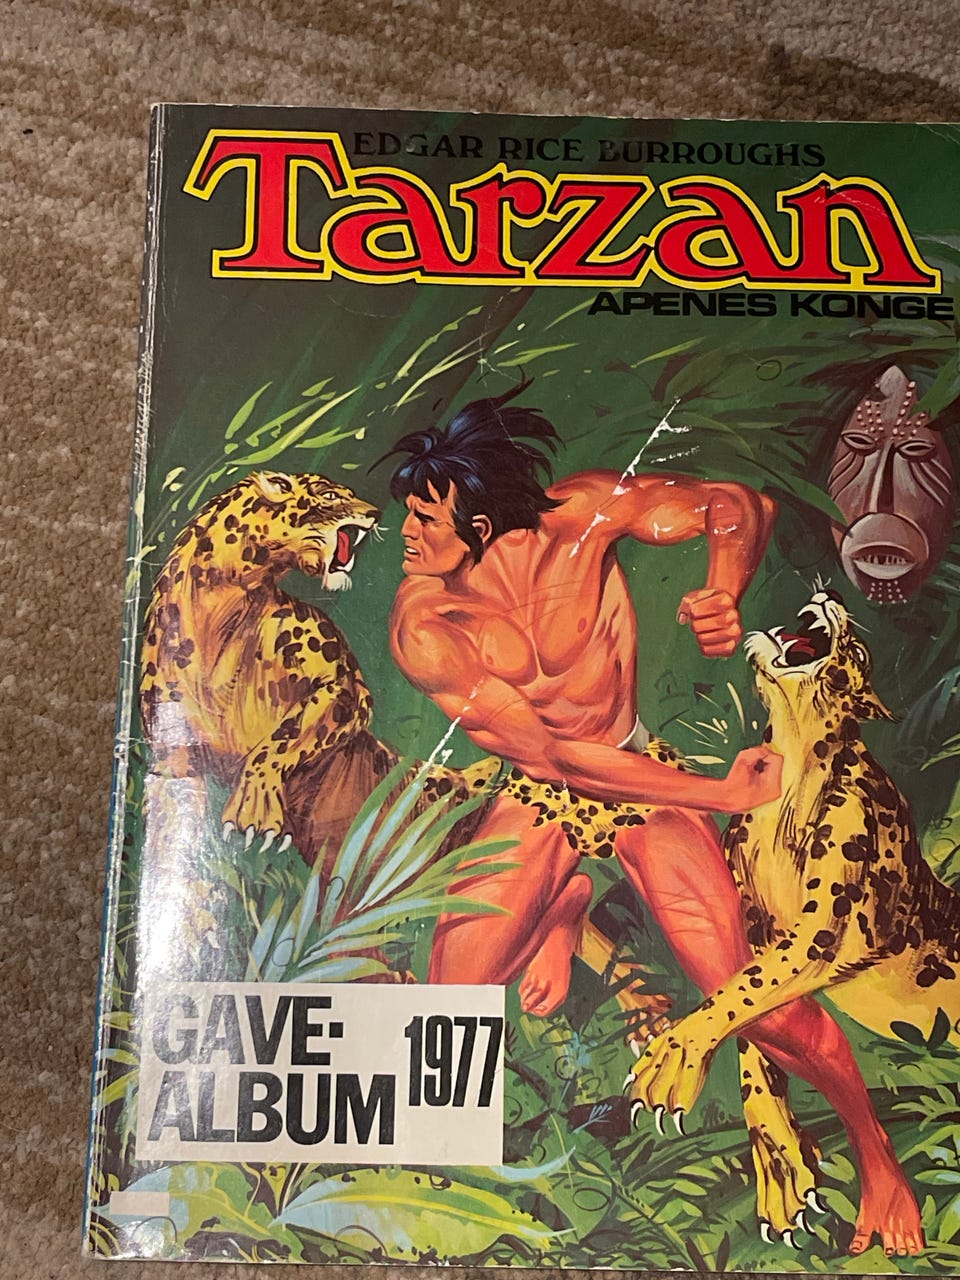 EDGAR RICE BURROUGHS
Tarzan
APENES KONGE
GAVE-
ALBUM
1977